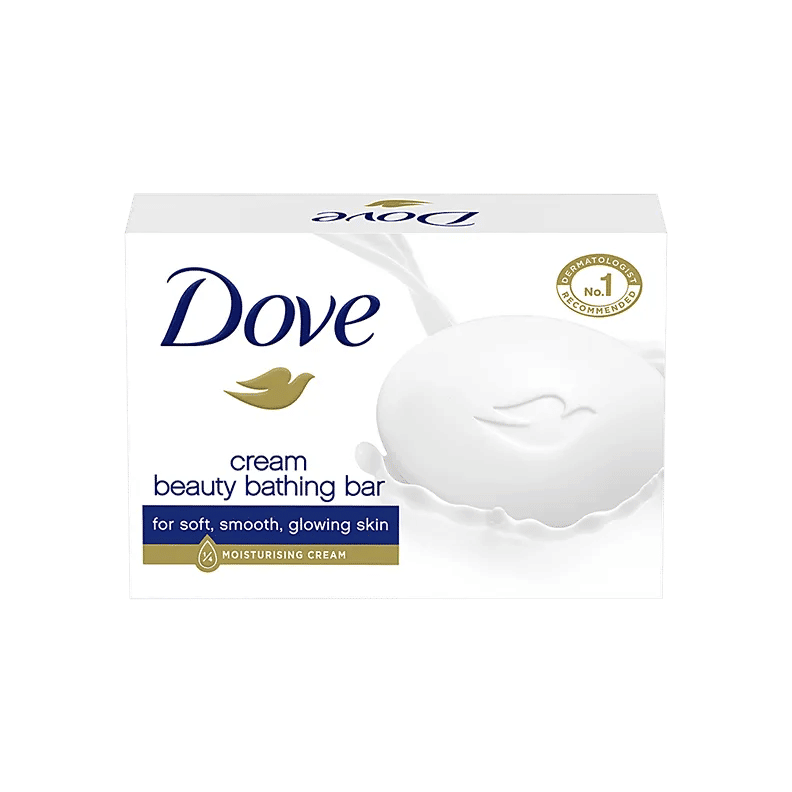 Dove
Dove
DERMATOLOGIST
No.1
RECOMMENDED
cream
beauty bathing bar
for soft, smooth, glowing skin
1/4 MOISTURISING CREAM